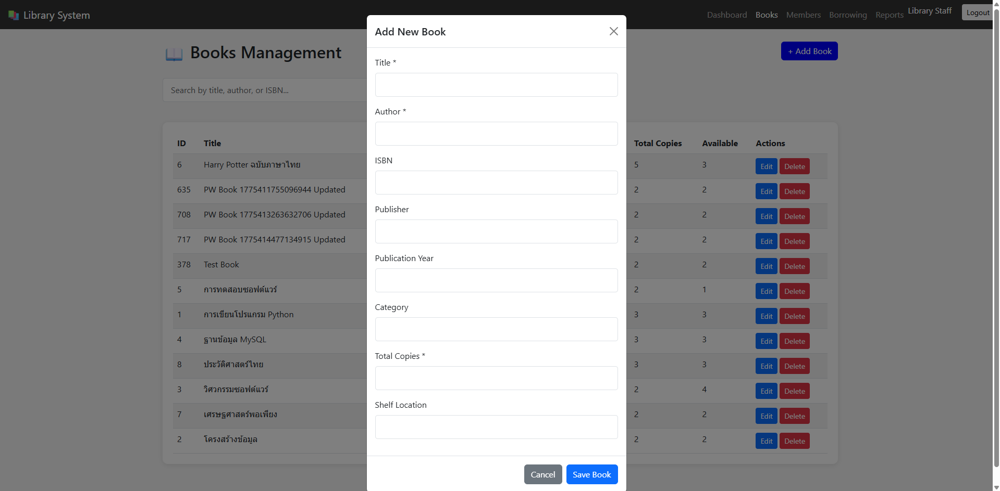 Library System
Dashboard Books Members Borrowing Reports Library Staff Logout
Add New Book
Books Management
+ Add Book
Search by title, author, or ISBN...
Title *
Author *
ISBN
Publisher
Publication Year
Category
Total Copies *
Shelf Location
Cancel Save Book
ID Title Total Copies Available Actions
6 Harry Potter ฉบับภาษาไทย 5 3 Edit Delete
635 PW Book 1775411755096944 Updated 2 2 Edit Delete
708 PW Book 1775413263632706 Updated 2 2 Edit Delete
717 PW Book 1775414477134915 Updated 2 2 Edit Delete
378 Test Book 2 2 Edit Delete
5 การทดสอบซอฟต์แวร์ 2 1 Edit Delete
1 การเขียนโปรแกรม Python 3 3 Edit Delete
4 ฐานข้อมูล MySQL 3 3 Edit Delete
8 ประวัติศาสตร์ไทย 3 3 Edit Delete
3 วิศวกรรมซอฟต์แวร์ 2 4 Edit Delete
7 เศรษฐศาสตร์พอเพียง 2 2 Edit Delete
2 โครงสร้างข้อมูล 2 2 Edit Delete